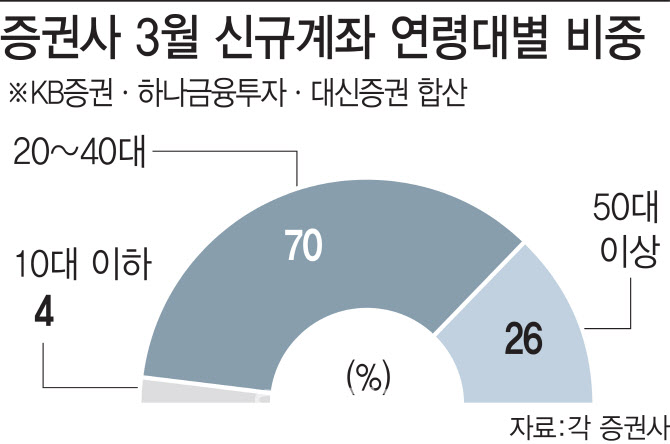 증권사 3월 신규계좌 연령대별 비중
※KB증권 · 하나금융투자 · 대신증권 합산
20~40대
70
50대
이상
26
10대 이하
4
(%)
자료:각 증권사